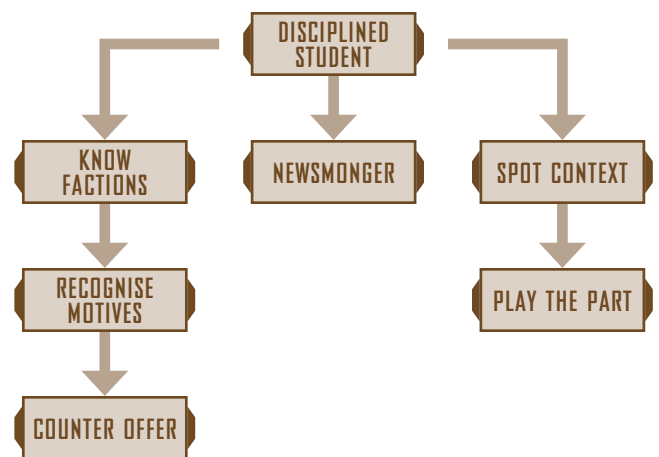 DISCIPLINED
STUDENT
KNOW
FACTIONS
NEWSMONGER
SPOT CONTEXT
RECOGNISE
MOTIVES
PLAY THE PART
COUNTER OFFER